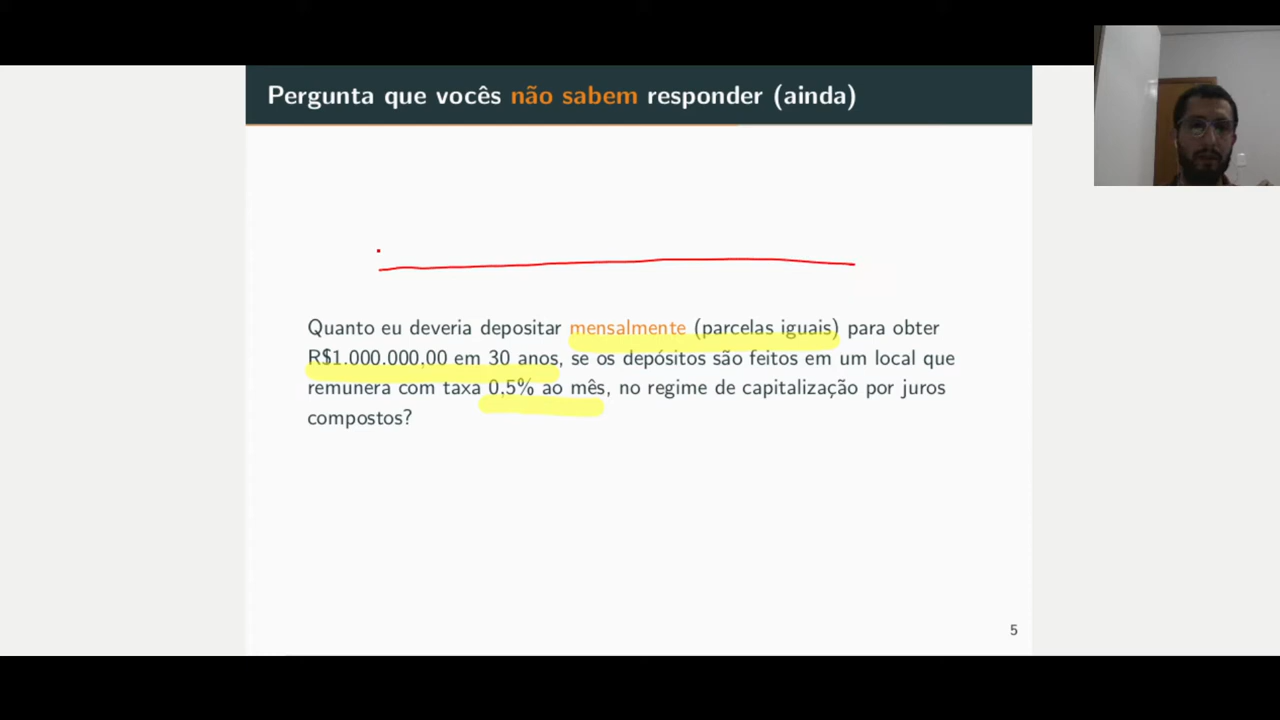 Pergunta que vocês não sabem responder (ainda)
Quanto eu deveria depositar mensalmente (parcelas iguais) para obter
R$1.000.000,00 em 30 anos, se os depósitos são feitos em um local que
remunera com taxa 0,5% ao mês, no regime de capitalização por juros
compostos?
5